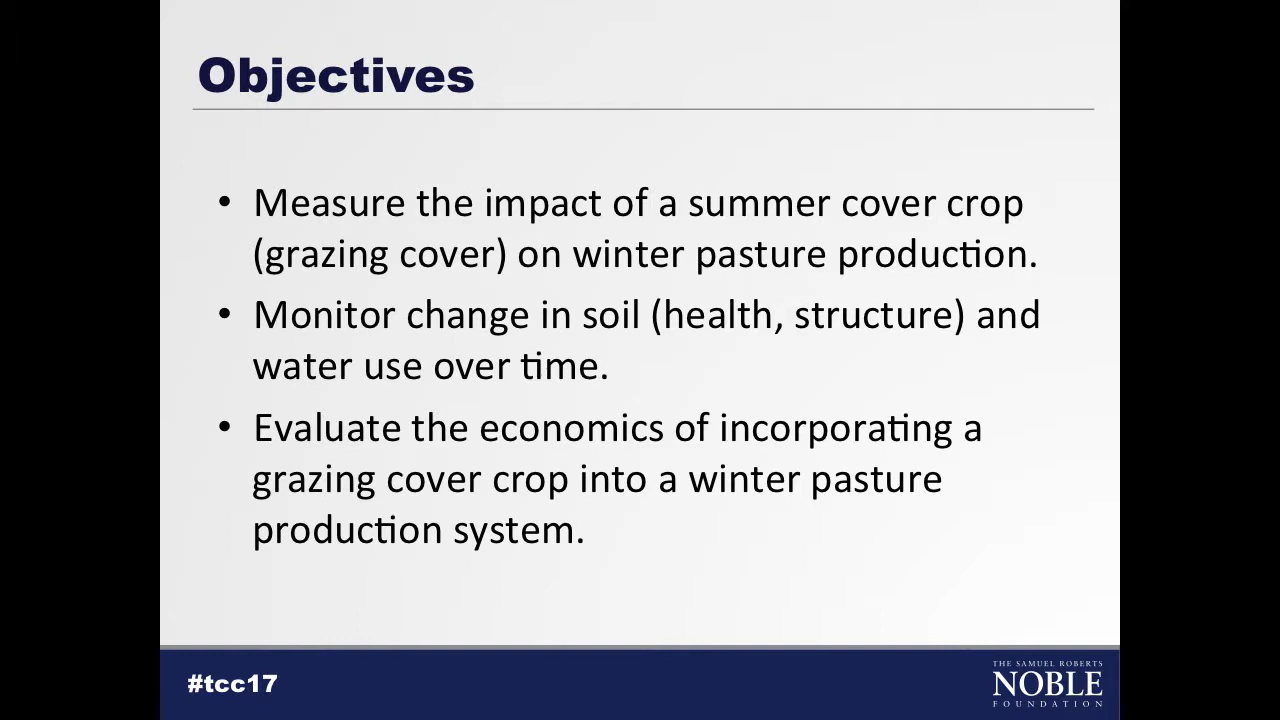 Objectives
• Measure the impact of a summer cover crop
(grazing cover) on winter pasture production.
• Monitor change in soil (health, structure) and
water use over time.
• Evaluate the economics of incorporating a
grazing cover crop into a winter pasture
production system.
#tcc17
THE SAMUEL ROBERTS
NOBLE
FOUNDATION